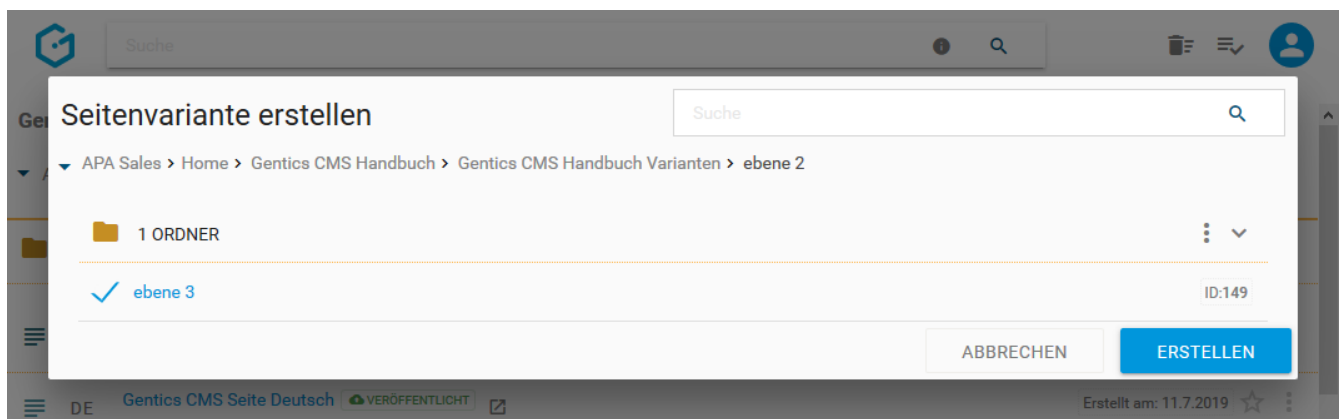 Suche
Ge
Seitenvariante erstellen
Suche
APA Sales > Home > Gentics CMS Handbuch > Gentics CMS Handbuch Varianten > ebene 2
1 ORDNER
ebene 3
ID:149
ABBRECHEN
ERSTELLEN
DE
Gentics CMS Seite Deutsch
VERÖFFENTLICHT
Erstellt am: 11.7.2019